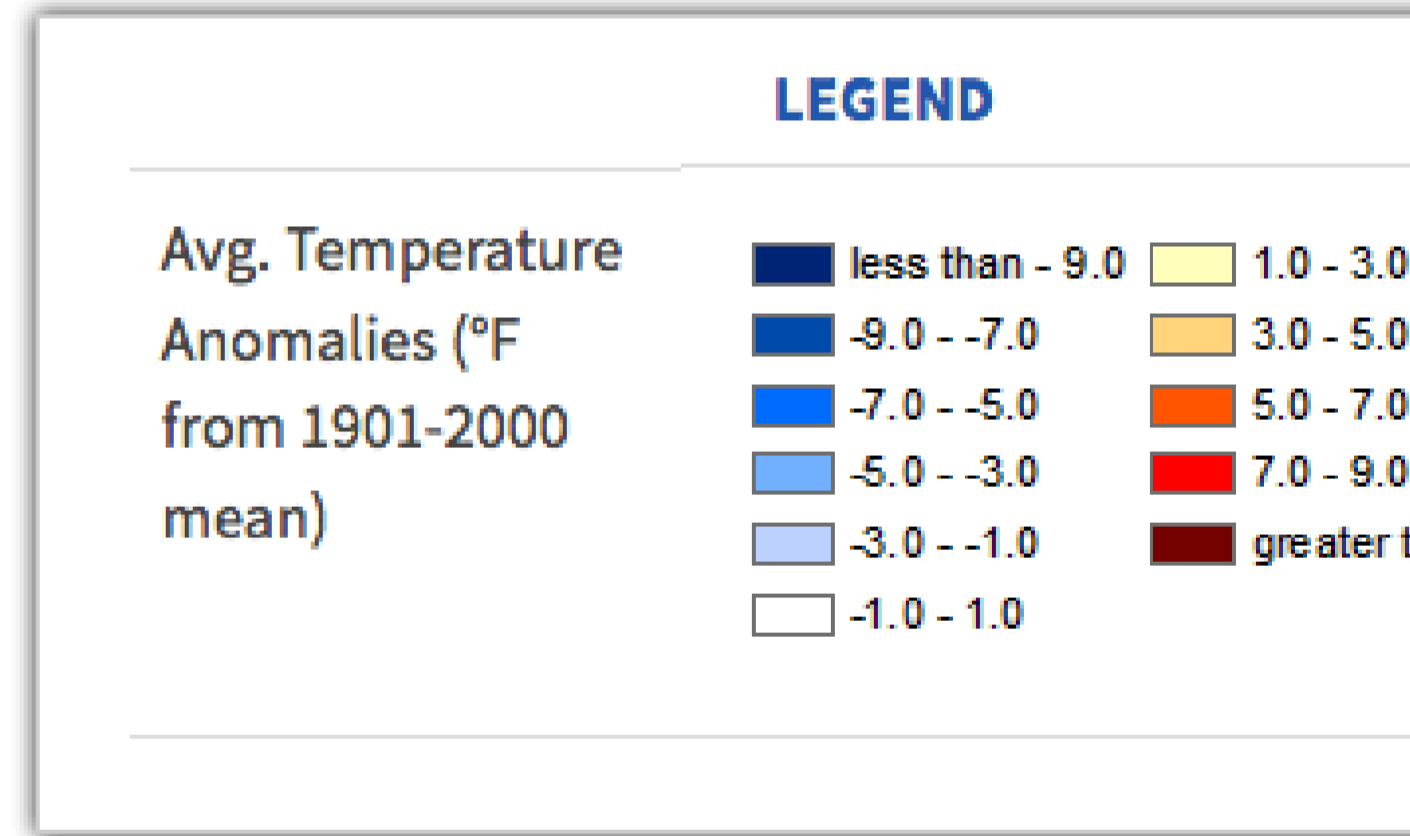 LEGEND
Avg. Temperature
Anomalies (°F
from 1901-2000
mean)
less than - 9.0
-9.0 - -7.0
-7.0 - -5.0
-5.0 - -3.0
-3.0 - -1.0
-1.0 - 1.0
1.0 - 3.0
3.0 - 5.0
5.0 - 7.0
7.0 - 9.0
greater